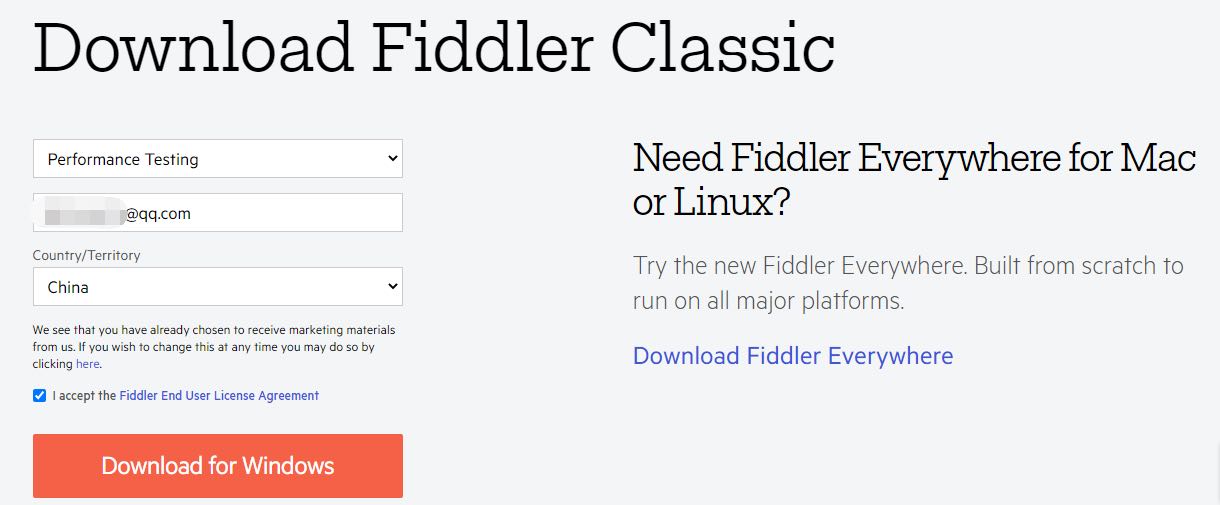 Download Fiddler Classic
Performance Testing
@qq.com
Country/Territory
China
We see that you have already chosen to receive marketing materials
from us. If you wish to change this at any time you may do so by
clicking here.
I accept the Fiddler End User License Agreement
Download for Windows
Need Fiddler Everywhere for Mac
or Linux?
Try the new Fiddler Everywhere. Built from scratch to
run on all major platforms.
Download Fiddler Everywhere